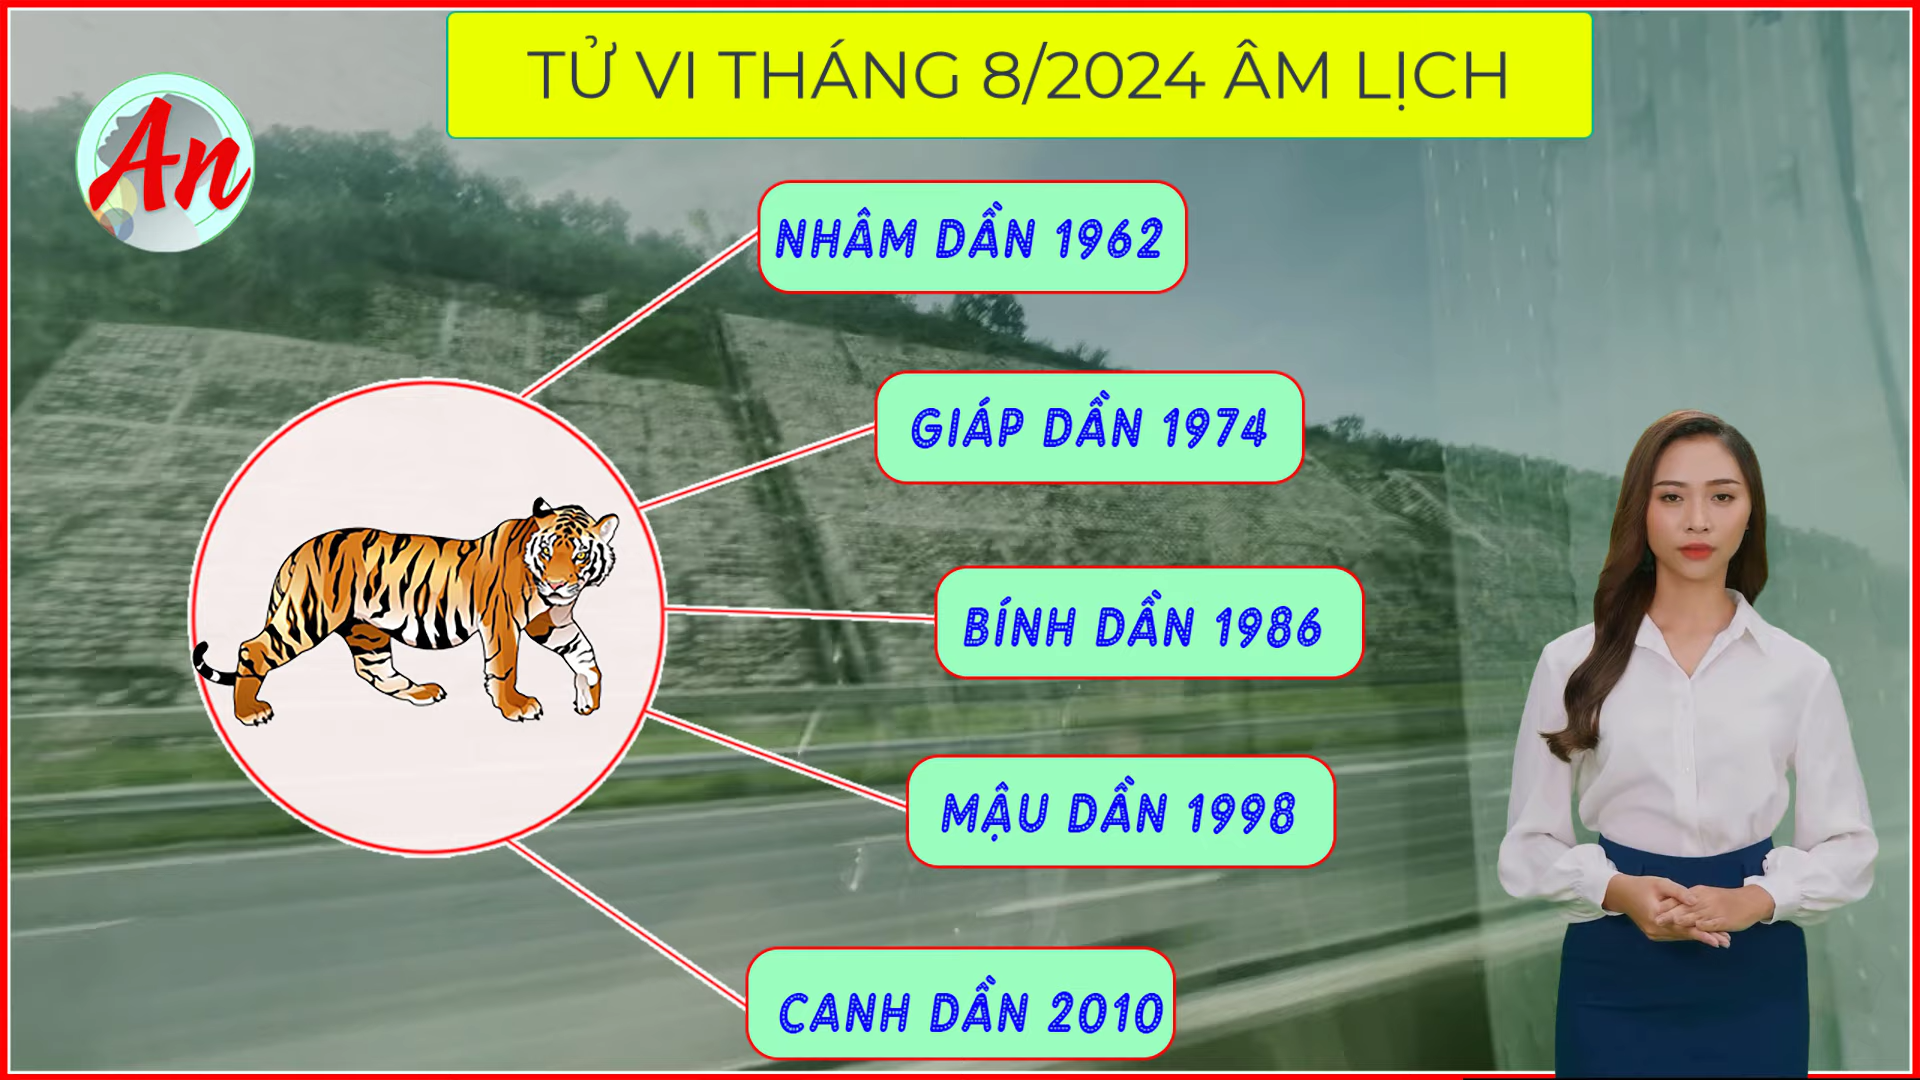 TỬ VI THÁNG 8/2024 ÂM LỊCH
An
NHÂM DẦN 1962
GIÁP DẦN 1974
BÍNH DẦN 1986
MẬU DẦN 1998
CANH DẦN 2010